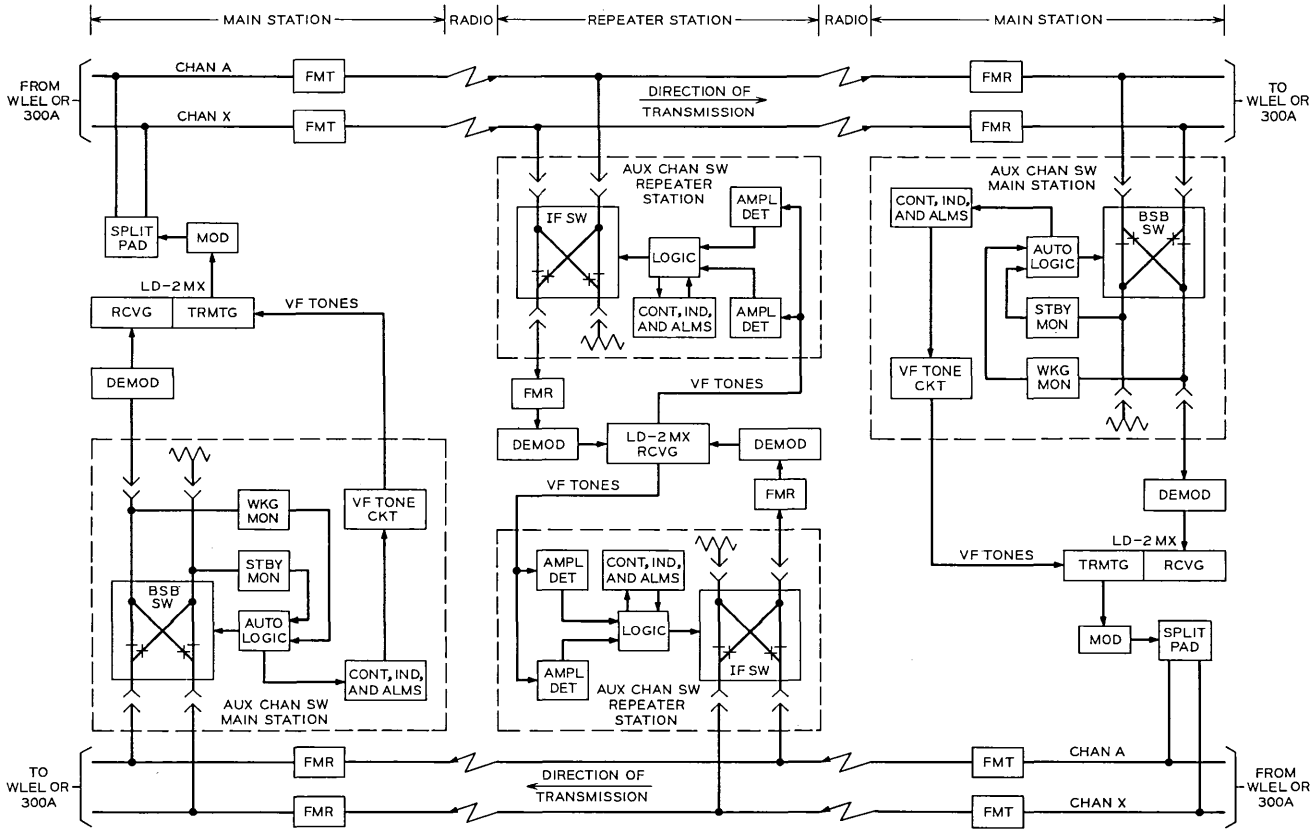 MAIN STATION
RADIO
REPEATER STATION
RADIO
MAIN STATION
FROM
WLEL OR
300A
CHAN A
FMT
CHAN X
FMT
DIRECTION OF
TRANSMISSION
FMR
FMR
TO
WLEL OR
300A
SPLIT
PAD
MOD
LD-2MX
RCVG
TRMTG
VF TONES
DEMOD
WKG
MON
STBY
MON
VF TONE
CKT
BSB
SW
AUTO
LOGIC
CONT, IND,
AND ALMS
AUX CHAN SW
MAIN STATION
AUX CHAN SW
REPEATER
STATION
IF SW
AMPL
DET
LOGIC
CONT, IND,
AND ALMS
AMPL
DET
VF TONES
FMR
DEMOD
LD-2MX
RCVG
DEMOD
VF TONES
FMR
AMPL
DET
CONT, IND,
AND ALMS
LOGIC
AMPL
DET
IF SW
AUX CHAN SW
REPEATER
STATION
AUX CHAN SW
MAIN STATION
CONT, IND,
AND ALMS
BSB
SW
AUTO
LOGIC
STBY
MON
VF TONE
CKT
WKG
MON
DEMOD
LD-2MX
VF TONES
TRMTG
RCVG
MOD
SPLIT
PAD
TO
WLEL OR
300A
FMR
FMR
DIRECTION OF
TRANSMISSION
FMT
CHAN A
FMT
CHAN X
FROM
WLEL OR
300A